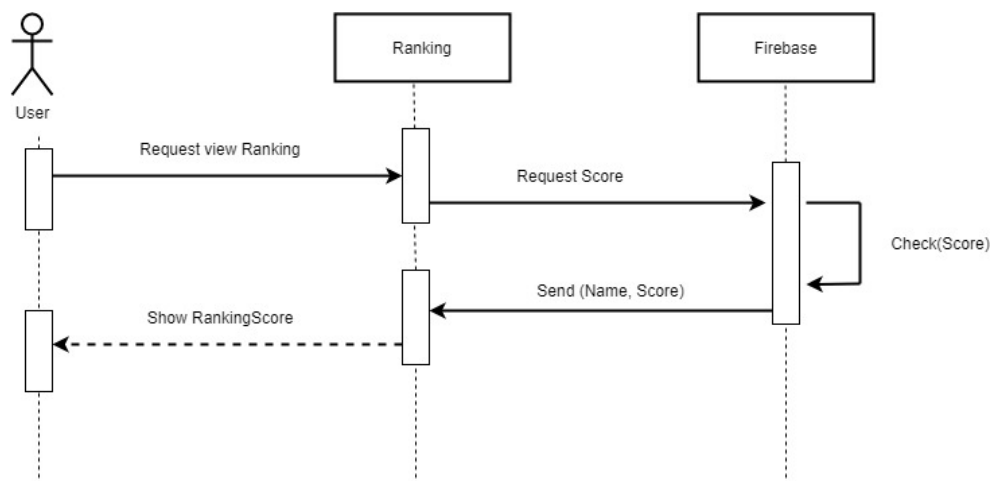 Ranking
Firebase
User
Request view Ranking
Request Score
Check(Score)
Send (Name, Score)
Show RankingScore